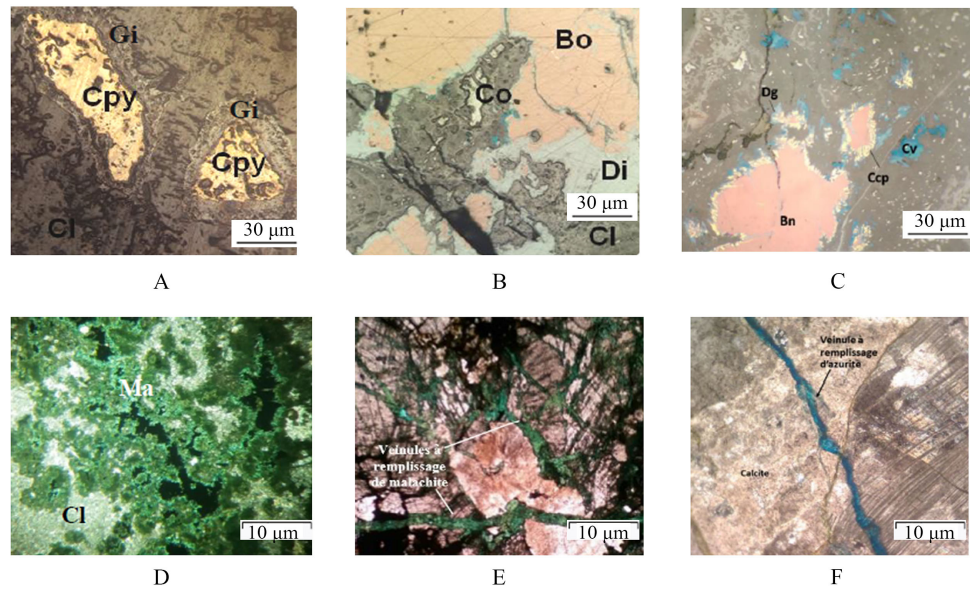 Gi
Cpy
Gi
Cpy
Cl
30 μm
A
Bo
Co
Di
30 μm
Cl
B
Dg
Cv
Ccp
Bn
30 μm
C
Ma
Cl
10 μm
D
Veinules à
remplissage
de malachite
10 μm
E
Veinule à
remplissage
d'azurite
Calcite
10 μm
F